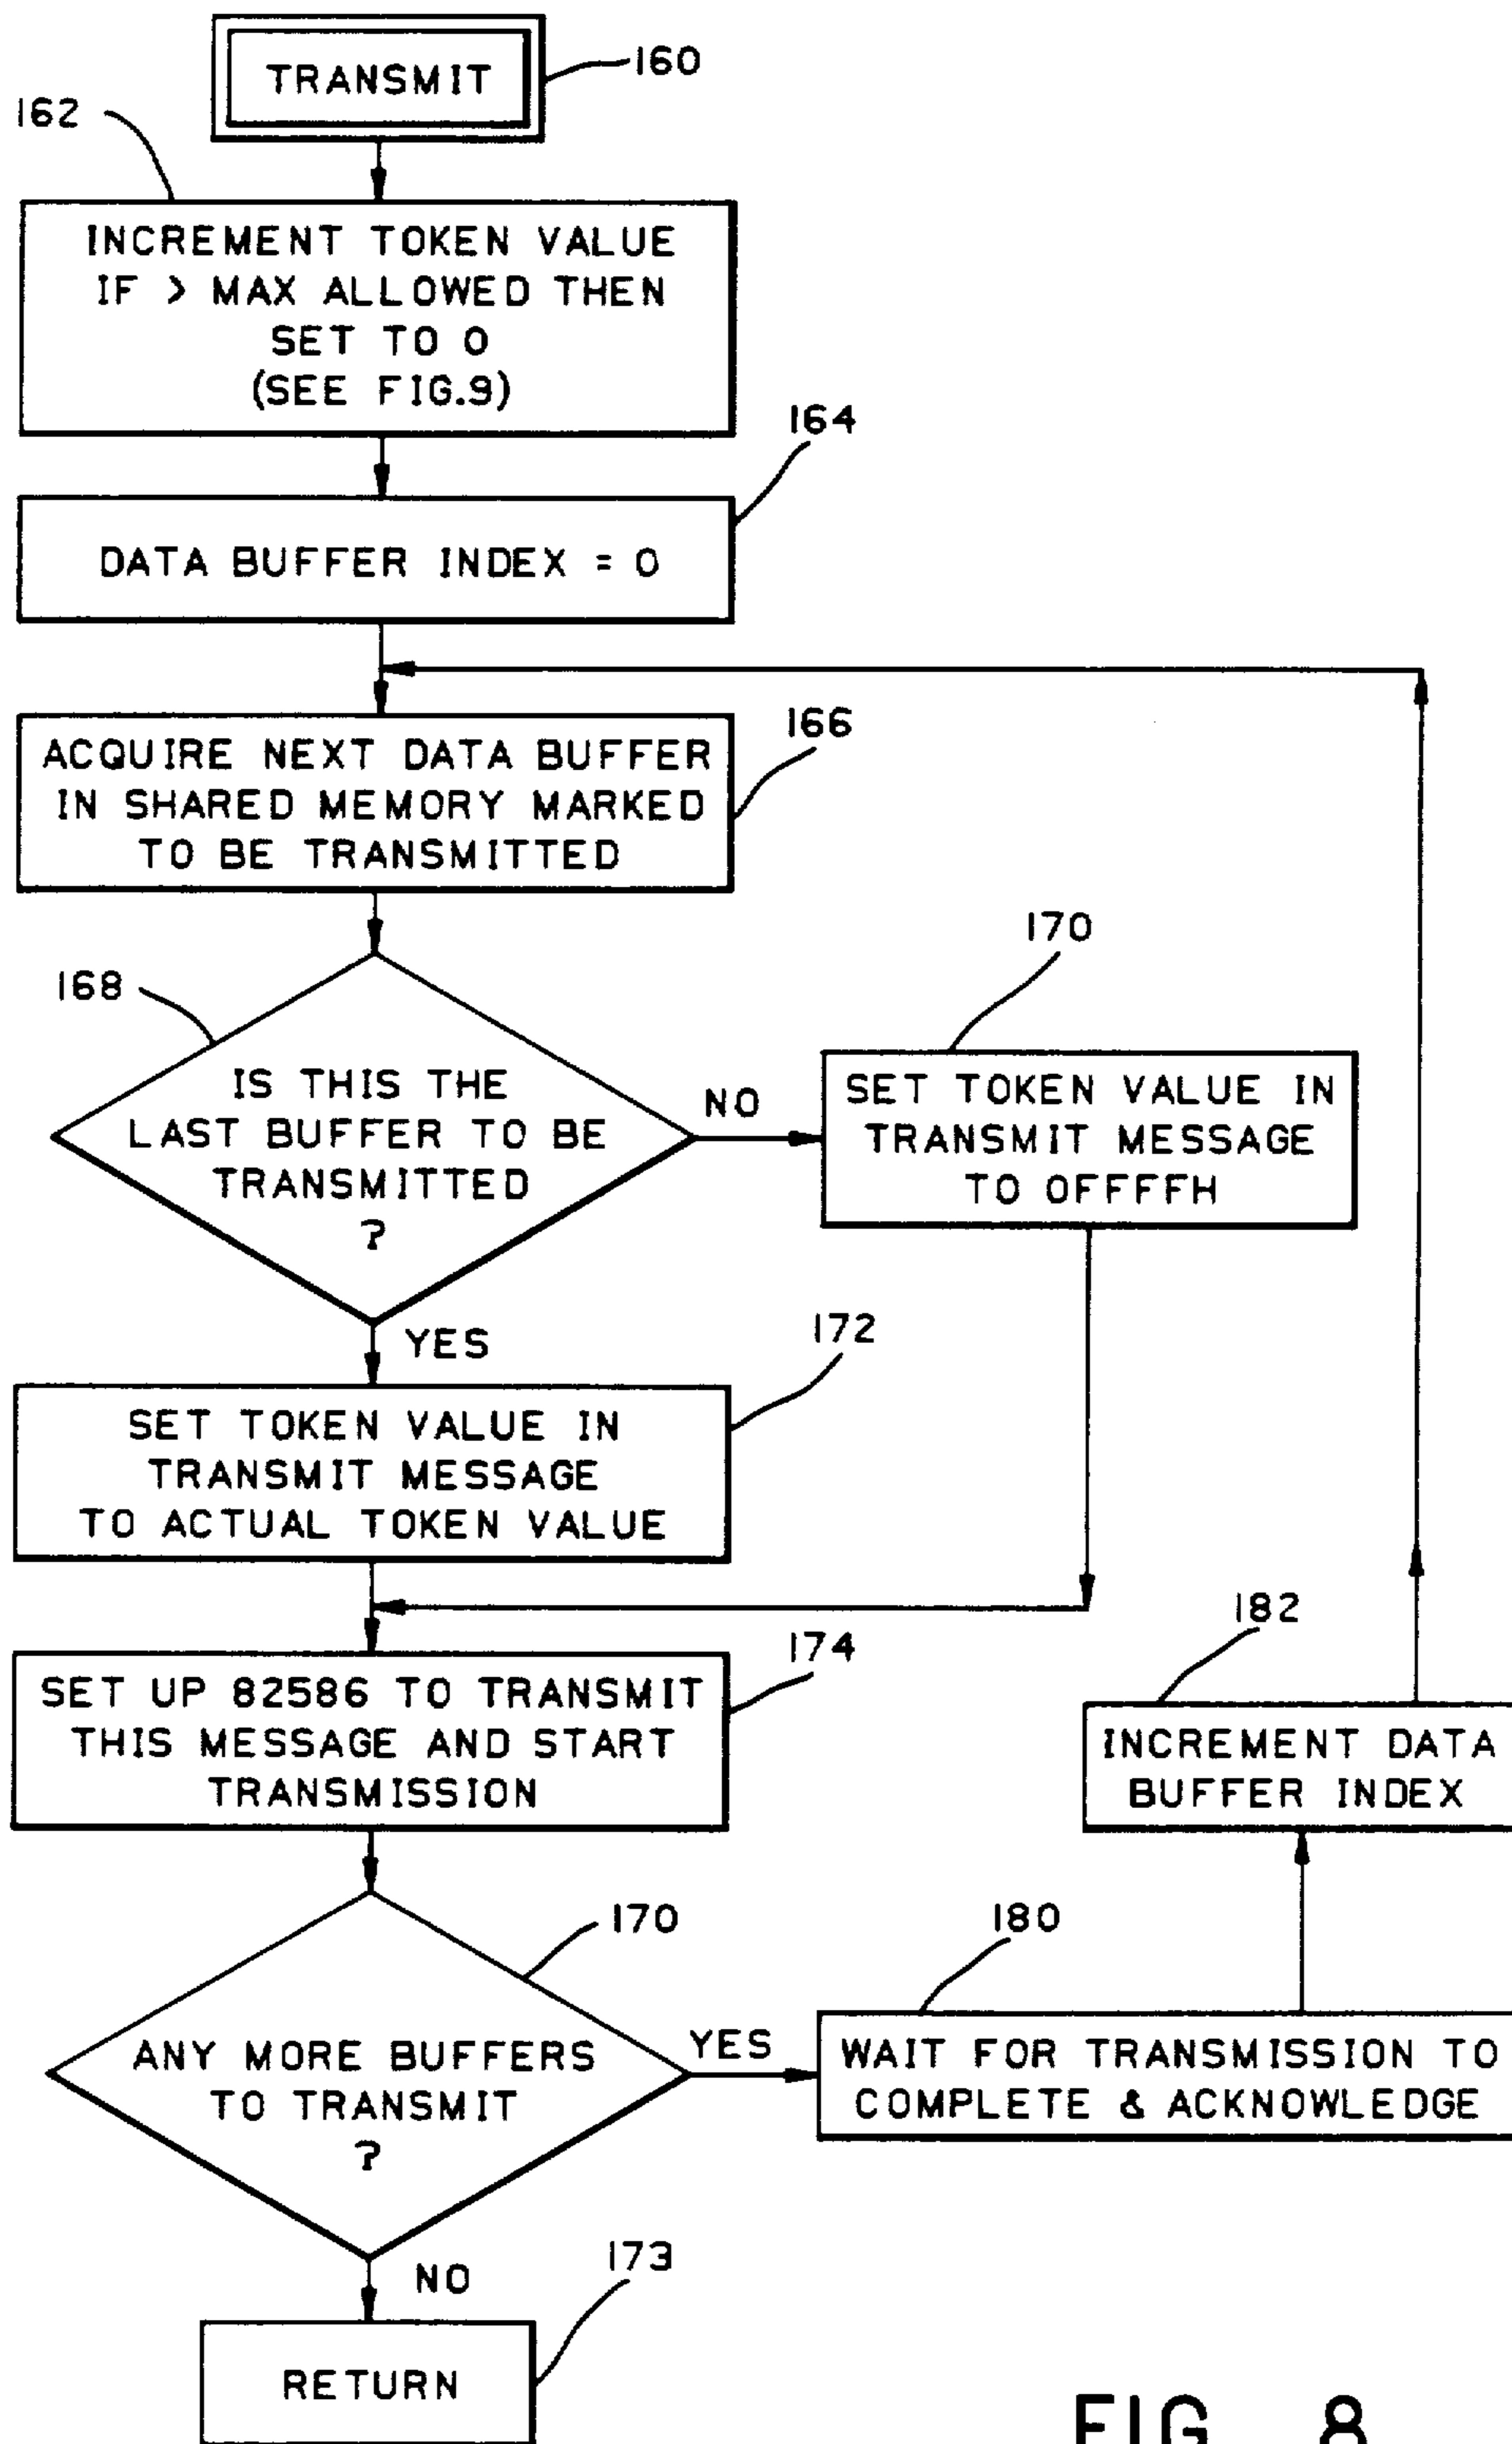 TRANSMIT
160
162
INCREMENT TOKEN VALUE
IF > MAX ALLOWED THEN
SET TO 0
(SEE FIG.9)
164
DATA BUFFER INDEX = 0
166
ACQUIRE NEXT DATA BUFFER
IN SHARED MEMORY MARKED
TO BE TRANSMITTED
168
IS THIS THE
LAST BUFFER TO BE
TRANSMITTED
?
NO
170
SET TOKEN VALUE IN
TRANSMIT MESSAGE
TO 0FFFFH
YES
172
SET TOKEN VALUE IN
TRANSMIT MESSAGE
TO ACTUAL TOKEN VALUE
174
SET UP 82586 TO TRANSMIT
THIS MESSAGE AND START
TRANSMISSION
182
INCREMENT DATA
BUFFER INDEX
170
ANY MORE BUFFERS
TO TRANSMIT
?
YES
180
WAIT FOR TRANSMISSION TO
COMPLETE & ACKNOWLEDGE
NO
173
RETURN
FIG. 8